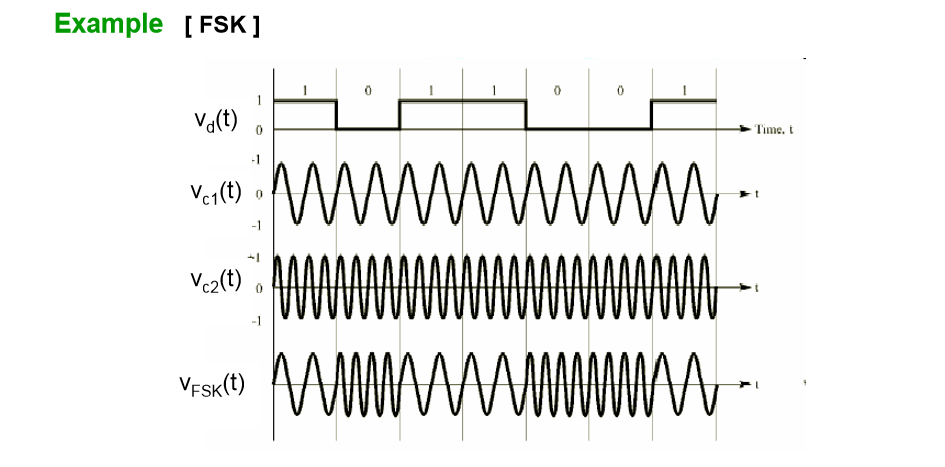 Example [ FSK ]
1 0 1 1 0 0 1
1
vd(t)
0
Time, t
-1
vc1(t) 0 t
-1
-1
vc2(t) 0 t
-1
vFSK(t) t